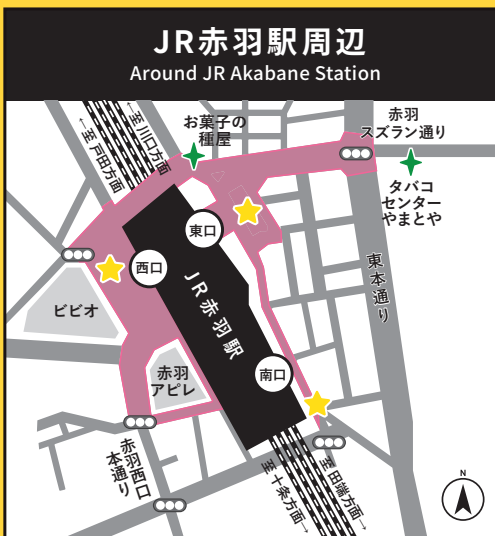 JR赤羽駅周辺
Around JR Akabane Station
←至 戸田方面
←至 川口方面
お菓子の
種屋
赤羽
スズラン通り
タバコ
センター
やまとや
東口
西口
JR赤羽駅
東本通り
ビビオ
赤羽
アピレ
南口
赤羽西口
本通り
至 十条方面→
至 田端方面→
N